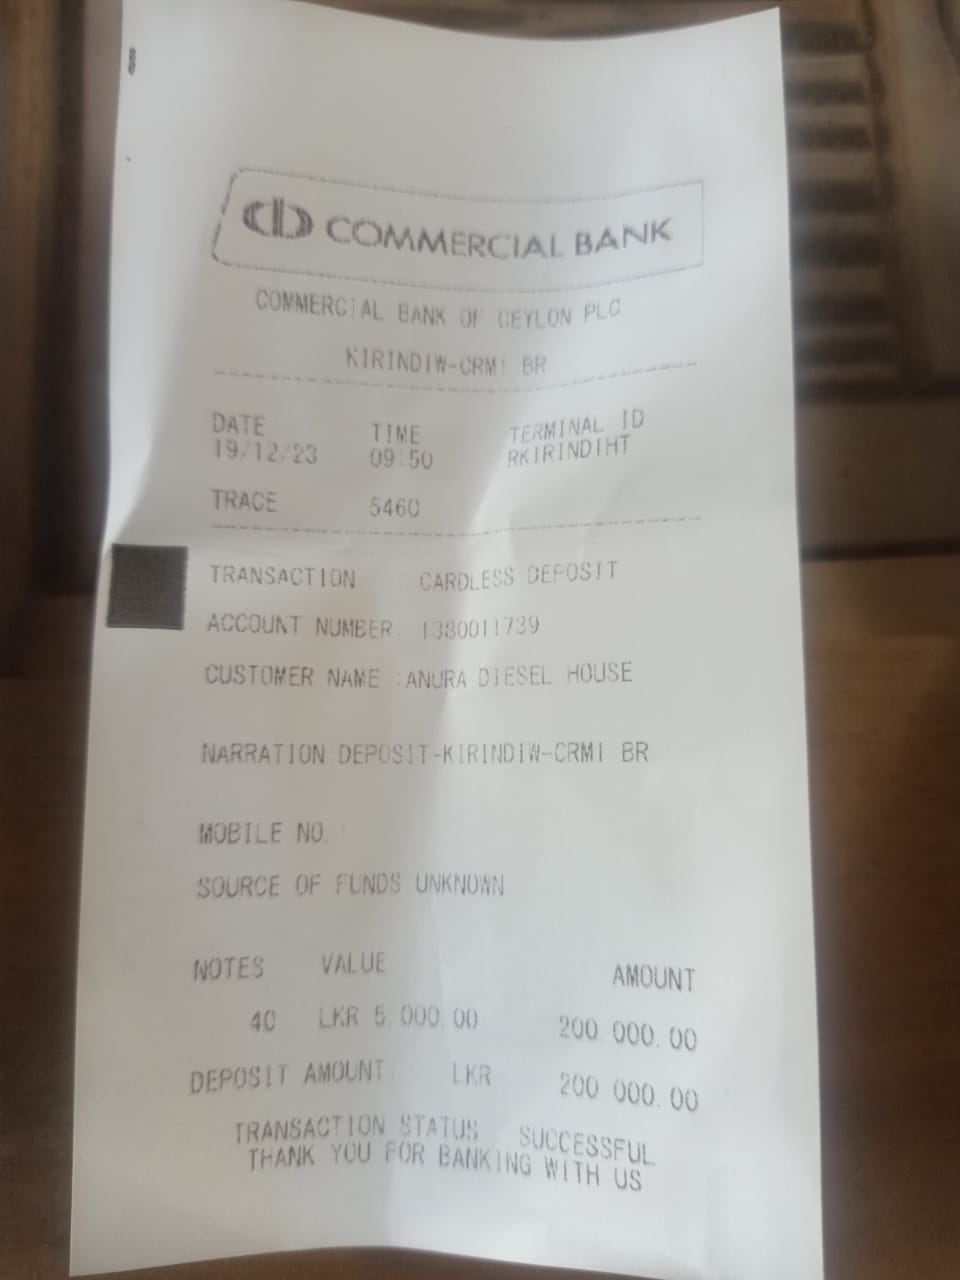 COMMERCIAL BANK
COMMERCIAL BANK OF CEYLON PLC
KIRINDIW-CRM1 BR
DATE TIME TERMINAL ID
19/12/23 09:50 RKIRINDIHT
TRACE 5460
TRANSACTION : CARDLESS DEPOSIT
ACCOUNT NUMBER: 1380011739
CUSTOMER NAME :ANURA DIESEL HOUSE
NARRATION:DEPOSIT-KIRINDIW-CRM1 BR
MOBILE NO. :
SOURCE OF FUNDS:UNKNOWN
NOTES VALUE AMOUNT
40 LKR 5,000.00 200,000.00
DEPOSIT AMOUNT: LKR 200,000.00
TRANSACTION STATUS SUCCESSFUL
THANK YOU FOR BANKING WITH US